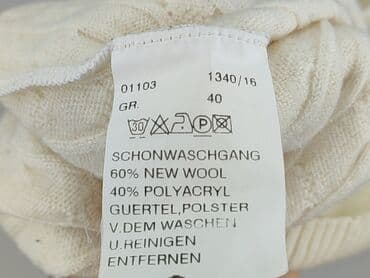 01103 1340/16
GR. 40
30 P
SCHONWASCHGANG
60% NEW WOOL
40% POLYACRYL
GUERTEL,POLSTER
V.DEM WASCHEN
U.REINIGEN
ENTFERNEN